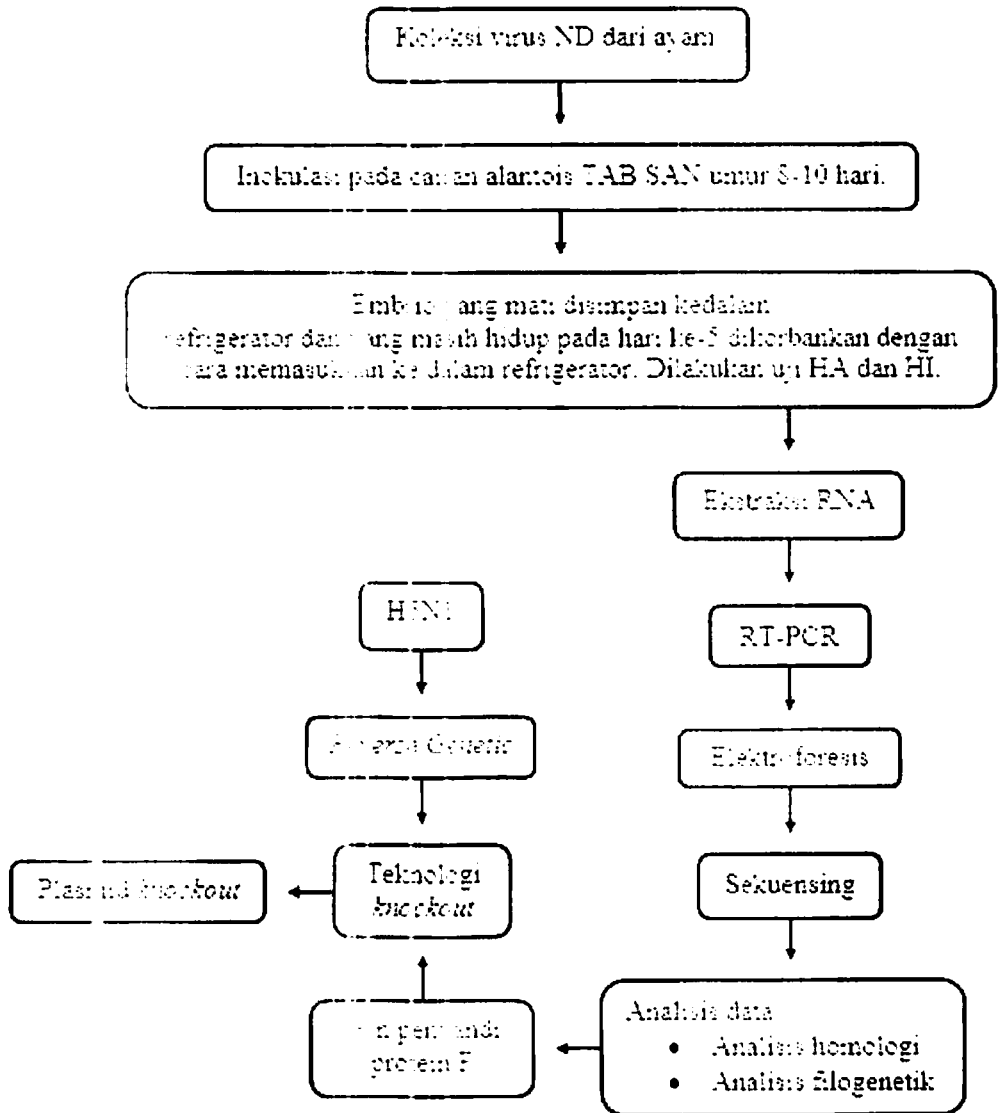 Koleksi virus ND dari ayam
Inokulasi pada cairan alantois TAB SAN umur 8-10 hari.
Embrio yang mati disimpan kedalam
refrigerator dan yang masih hidup pada hari ke-5 dikorbankan dengan
cara memasukkan ke dalam refrigerator. Dilakukan uji HA dan HI.
Ekstraksi RNA
H5N1
RT-PCR
Genetic
Elektroforesis
Plasmid knockout
Teknologi
knockout
Sekuensing
protein F
Analisis data
• Analisis homologi
• Analisis filogenetik